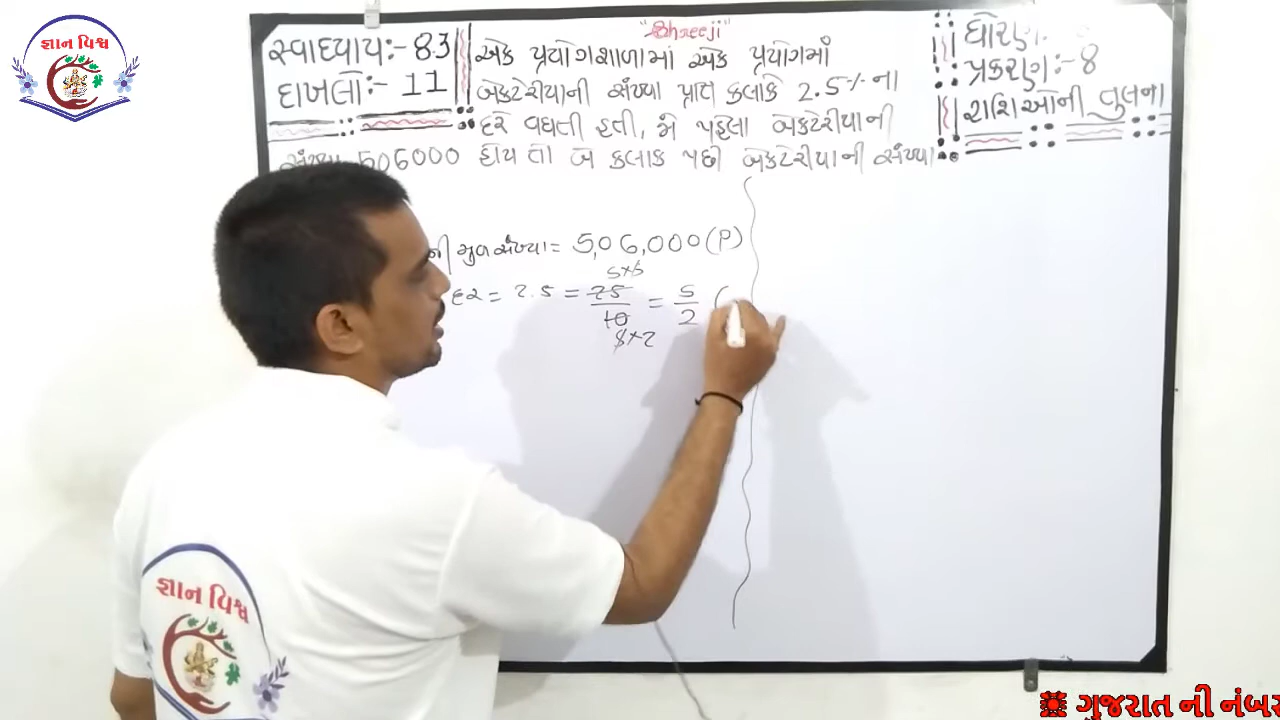 જ્ઞાન વિશ્વ
"Shreeji"
સ્વાધ્યાય:- 8.3
દાખલો:- 11
એક પ્રયોગશાળામાં એક પ્રયોગમાં
બેક્ટેરીયાની સંખ્યા પ્રતિ કલાકે 2.5% ના
દરે વધતી હતી, જો પહેલા બેક્ટેરીયાની
સંખ્યા 506000 હોય તો બે કલાક પછી બેક્ટેરીયાની સંખ્યા
ધોરણ:-
પ્રકરણ:- 8
રાશિઓની તુલના
ની મુળ સંખ્યા = 5,06,000 (P)
5×5
દર = 2.5 = 25/10 = 5/2 (
5×2
જ્ઞાન વિશ્વ
ગુજરાત ની નંબર